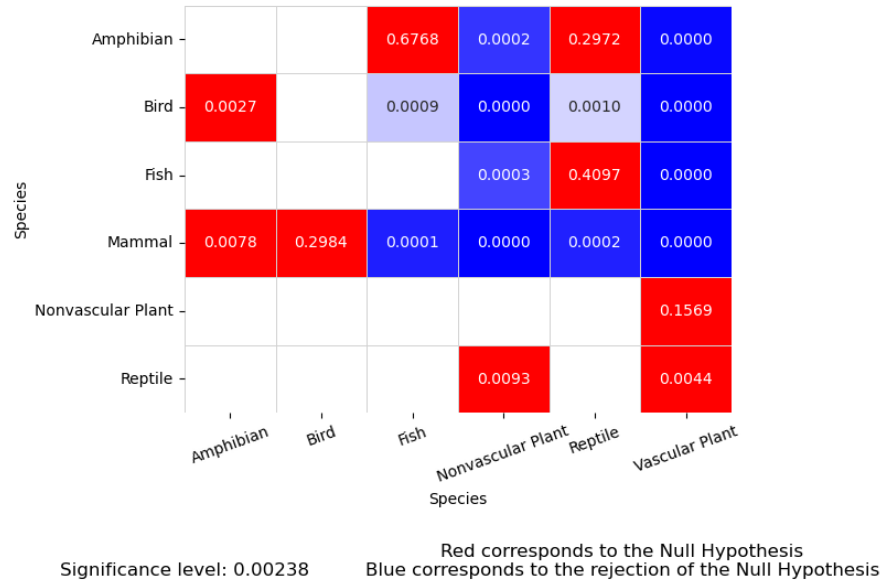 Amphibian 0.6768 0.0002 0.2972 0.0000
Bird 0.0027 0.0009 0.0000 0.0010 0.0000
Fish 0.0003 0.4097 0.0000
Mammal 0.0078 0.2984 0.0001 0.0000 0.0002 0.0000
Nonvascular Plant 0.1569
Reptile 0.0093 0.0044
Species
Amphibian Bird Fish Nonvascular Plant Reptile Vascular Plant
Species
Red corresponds to the Null Hypothesis
Significance level: 0.00238 Blue corresponds to the rejection of the Null Hypothesis